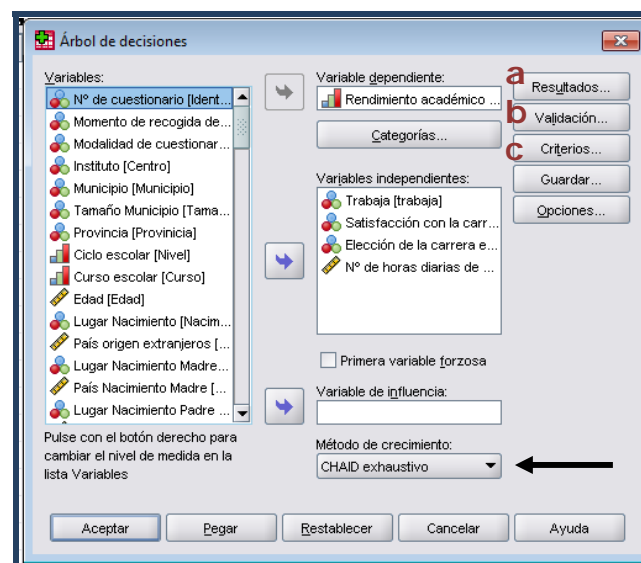 Árbol de decisiones
Variables:
Nº de cuestionario [Ident...
Momento de recogida de...
Modalidad de cuestionar...
Instituto [Centro]
Municipio [Municipio]
Tamaño Municipio [Tama...
Provincia [Provinicia]
Ciclo escolar [Nivel]
Curso escolar [Curso]
Edad [Edad]
Lugar Nacimiento [Nacim...
País origen extranjeros [...
Lugar Nacimiento Madre...
País Nacimiento Madre [...
Lugar Nacimiento Padre ...
Pulse con el botón derecho para
cambiar el nivel de medida en la
lista Variables
Variable dependiente:
Rendimiento académico ...
Categorías...
Variables independientes:
Trabaja [trabaja]
Satisfacción con la carr...
Elección de la carrera e...
Nº de horas diarias de ...
Primera variable forzosa
Variable de influencia:
Método de crecimiento:
CHAID exhaustivo
a
Resultados...
b
Validación...
c
Criterios...
Guardar...
Opciones...
Aceptar
Pegar
Restablecer
Cancelar
Ayuda